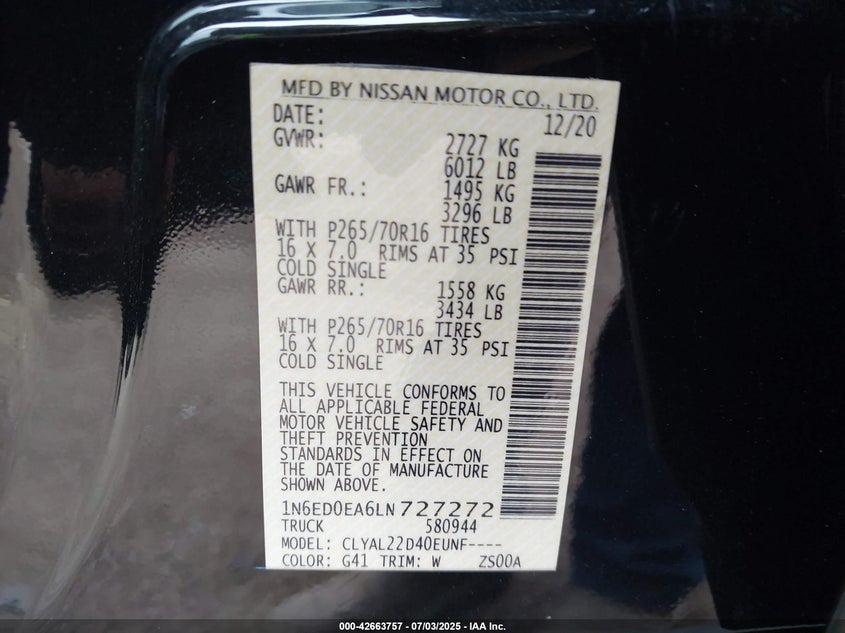 MFD BY NISSAN MOTOR CO., LTD.
DATE: 12/20
GVWR: 2727 KG
6012 LB
GAWR FR.: 1495 KG
3296 LB
WITH P265/70R16 TIRES
16 X 7.0 RIMS AT 35 PSI
COLD SINGLE
GAWR RR.: 1558 KG
3434 LB
WITH P265/70R16 TIRES
16 X 7.0 RIMS AT 35 PSI
COLD SINGLE
THIS VEHICLE CONFORMS TO
ALL APPLICABLE FEDERAL
MOTOR VEHICLE SAFETY AND
THEFT PREVENTION
STANDARDS IN EFFECT ON
THE DATE OF MANUFACTURE
SHOWN ABOVE.
1N6ED0EA6LN727272
TRUCK 580944
MODEL: CLYAL22D40EUNF----
COLOR: G41 TRIM: W ZS00A
000-42663757 - 07/03/2025 - IAA Inc.